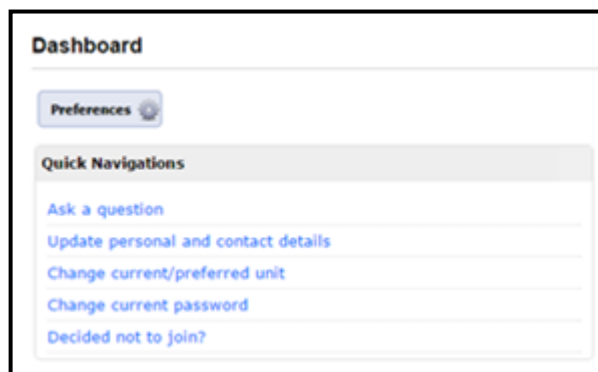 Dashboard
Preferences
Quick Navigations
Ask a question
Update personal and contact details
Change current/preferred unit
Change current password
Decided not to join?